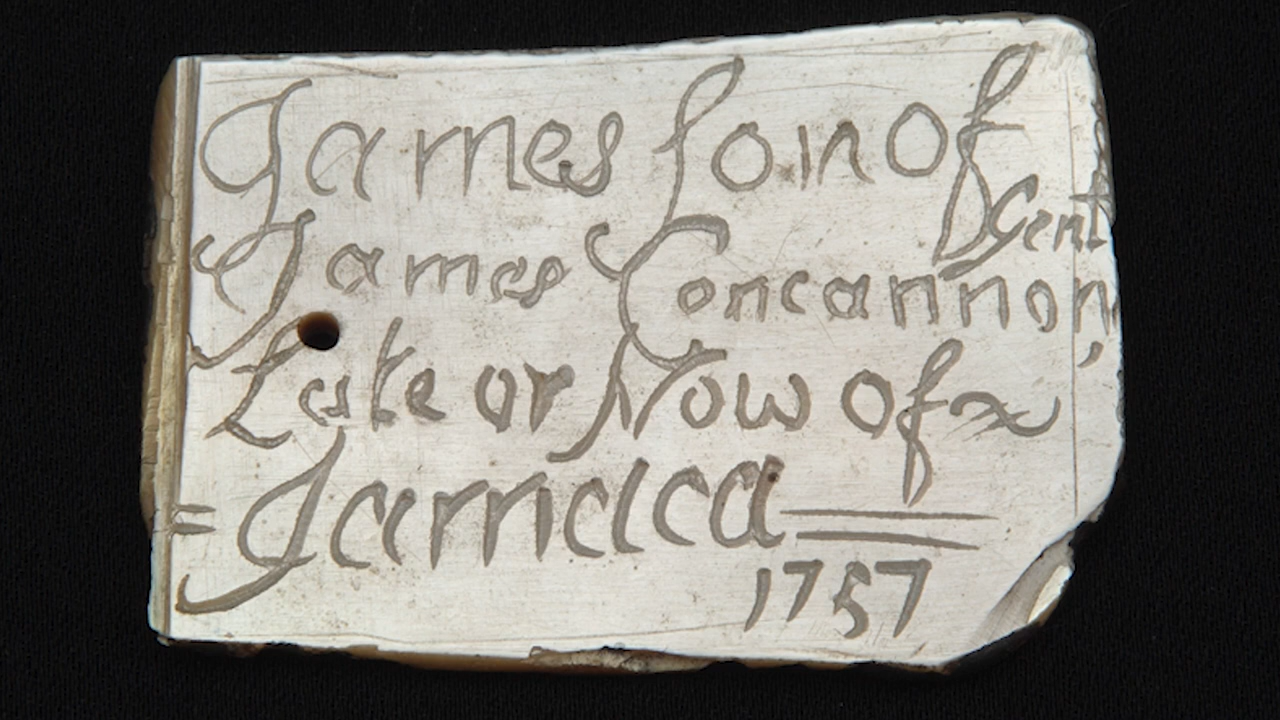 James ſon of
Gent
James Concannon,
Late or Now of ~
=Jamaica=
1757